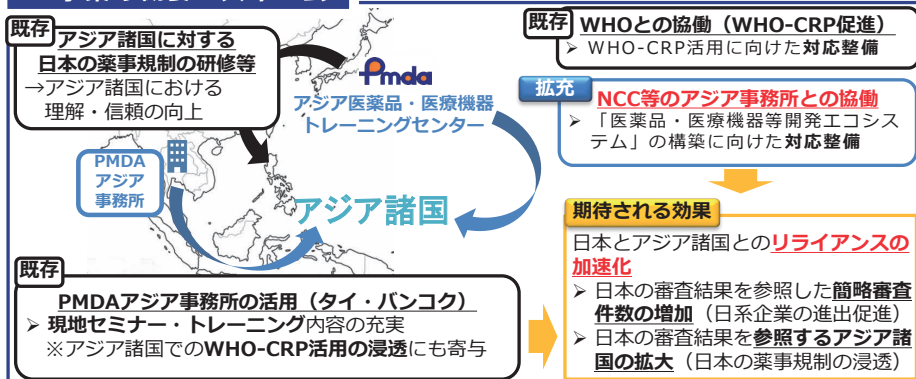 既存
アジア諸国に対する
日本の薬事規制の研修等
→アジア諸国における
理解・信頼の向上
Pmda
アジア医薬品・医療機器
トレーニングセンター
PMDA
アジア
事務所
アジア諸国
既存
PMDAアジア事務所の活用(タイ・バンコク)
➤ 現地セミナー・トレーニング内容の充実
※アジア諸国でのWHO-CRP活用の浸透にも寄与
既存
WHOとの協働(WHO-CRP促進)
➤ WHO-CRP活用に向けた対応整備
拡充
NCC等のアジア事務所との協働
➤ 「医薬品・医療機器等開発エコシス
テム」の構築に向けた対応整備
期待される効果
日本とアジア諸国とのリライアンスの
加速化
➤ 日本の審査結果を参照した簡略審査
件数の増加(日系企業の進出促進)
➤ 日本の審査結果を参照するアジア諸
国の拡大(日本の薬事規制の浸透)